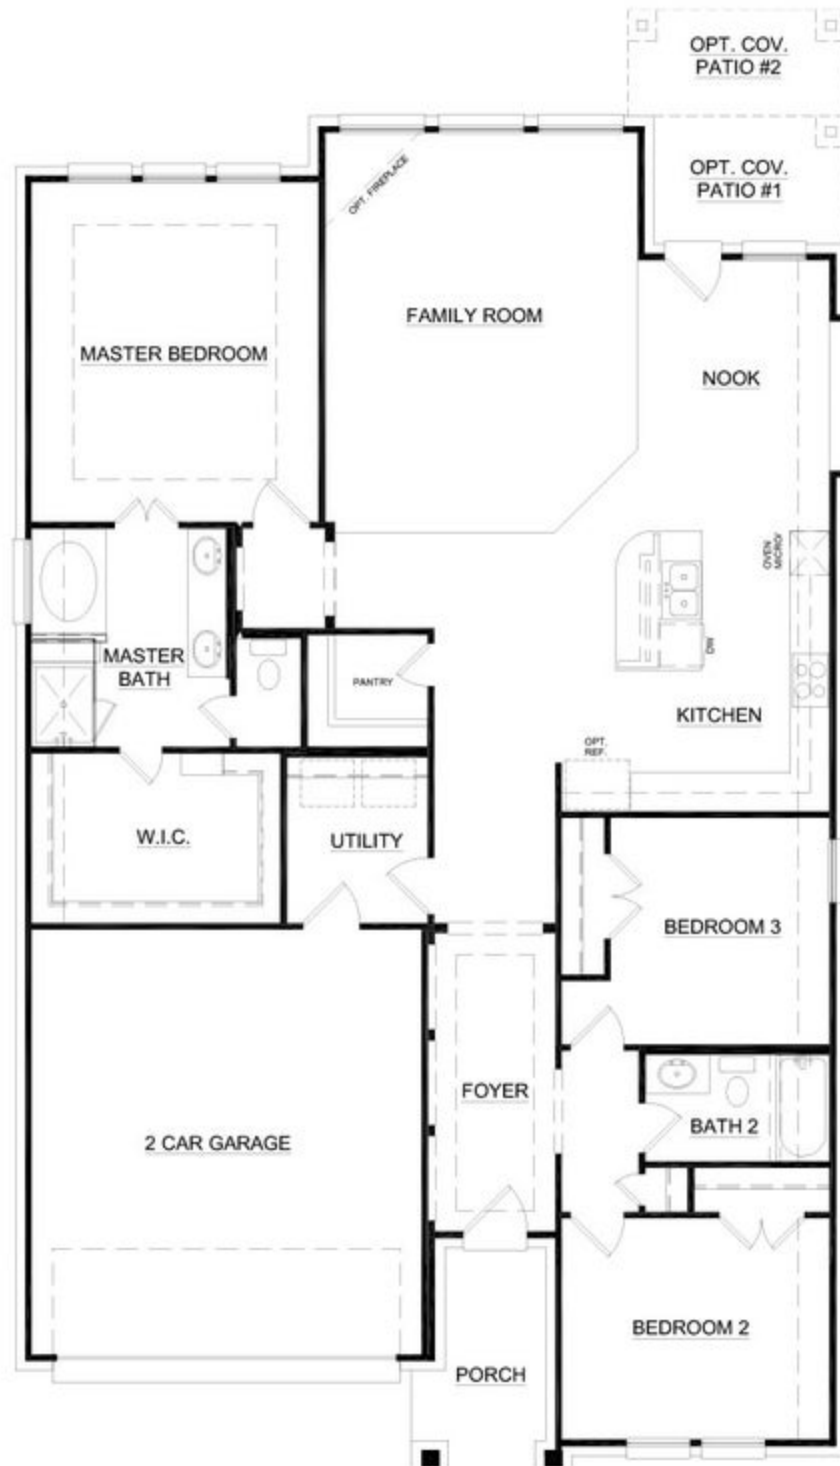 OPT. COV.
PATIO #2
OPT. COV.
PATIO #1
OPT. FIREPLACE
FAMILY ROOM
MASTER BEDROOM
NOOK
OVEN
MICRO/
DW
MASTER
BATH
PANTRY
KITCHEN
OPT.
REF.
W.I.C.
UTILITY
BEDROOM 3
FOYER
BATH 2
2 CAR GARAGE
BEDROOM 2
PORCH